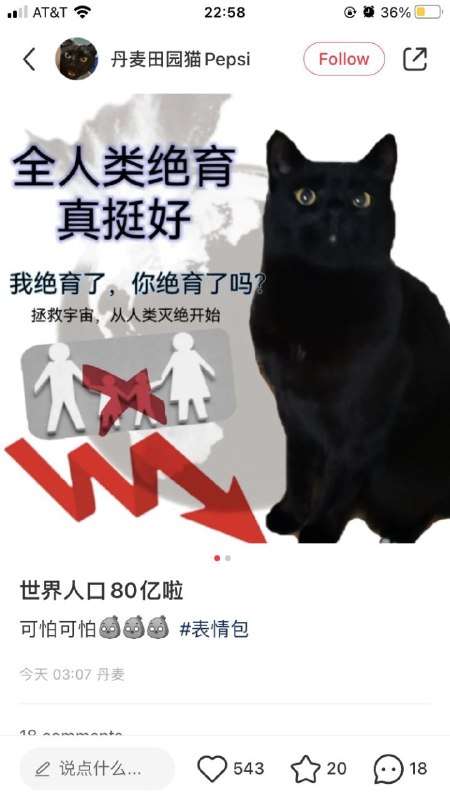 AT&T 22:58 36%
丹麦田园猫Pepsi Follow
全人类绝育
真挺好
我绝育了，你绝育了吗？
拯救宇宙，从人类灭绝开始
世界人口80亿啦
可怕可怕 #表情包
今天 03:07 丹麦
18 comments
说点什么... 543 20 18